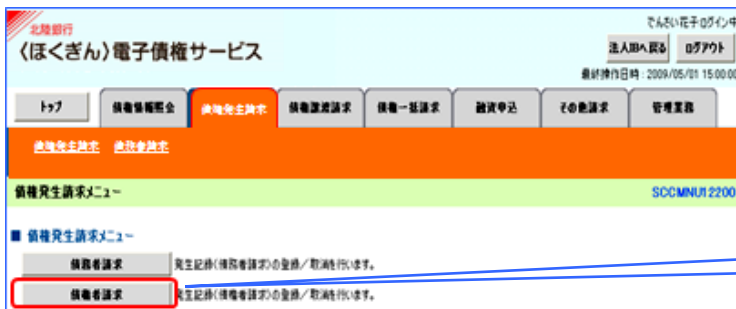 北陸銀行
でんさい花子ログイン中
〈ほくぎん〉電子債権サービス
法人IBへ戻る ログアウト
最終操作日時：2009/05/01 15:00:00
トップ 債権情報照会 債権発生請求 債権譲渡請求 債権一括請求 融資申込 その他請求 管理業務
債権発生請求
債権発生請求メニュー SCCMNU12200
■ 債権発生請求メニュー
債務者請求 発生記録(債務者請求)の登録／取消を行います。
債権者請求 発生記録(債権者請求)の登録／取消を行います。